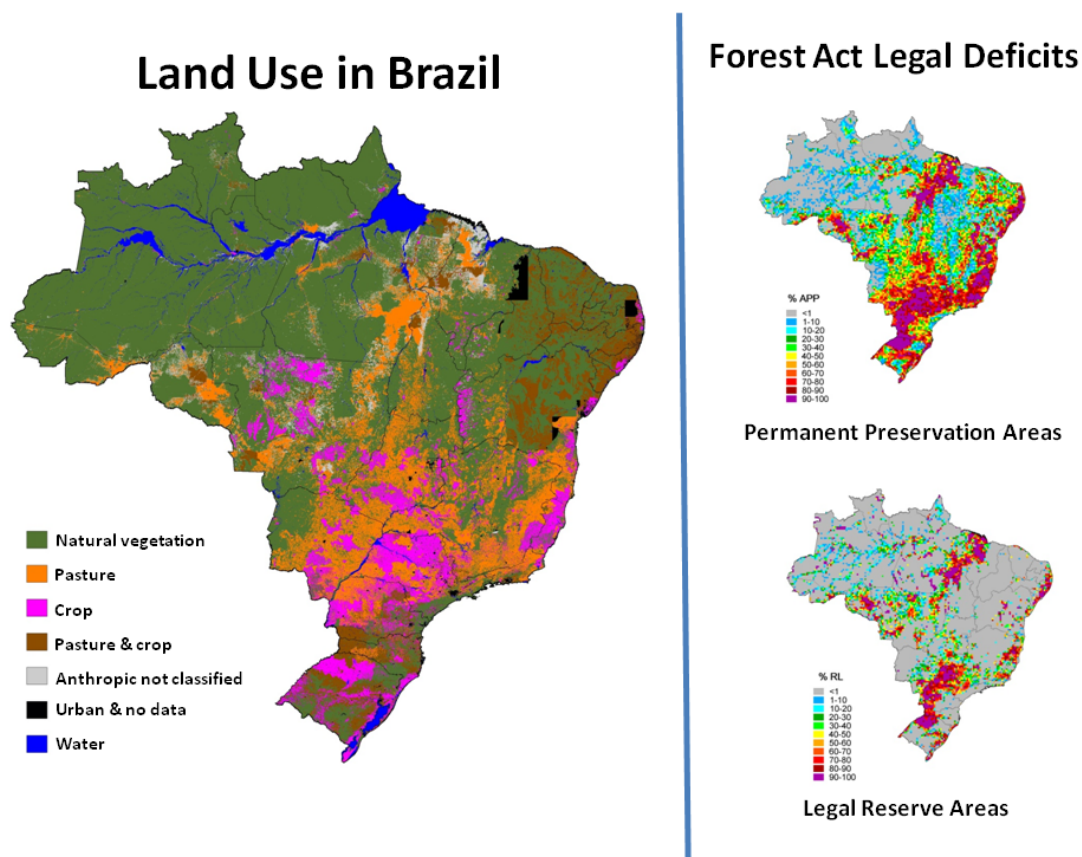 Land Use in Brazil
Natural vegetation
Pasture
Crop
Pasture & crop
Anthropic not classified
Urban & no data
Water
Forest Act Legal Deficits
% APP
<1
1-10
10-20
20-30
30-40
40-50
50-60
60-70
70-80
80-90
90-100
Permanent Preservation Areas
% RL
<1
1-10
10-20
20-30
30-40
40-50
50-60
60-70
70-80
80-90
90-100
Legal Reserve Areas